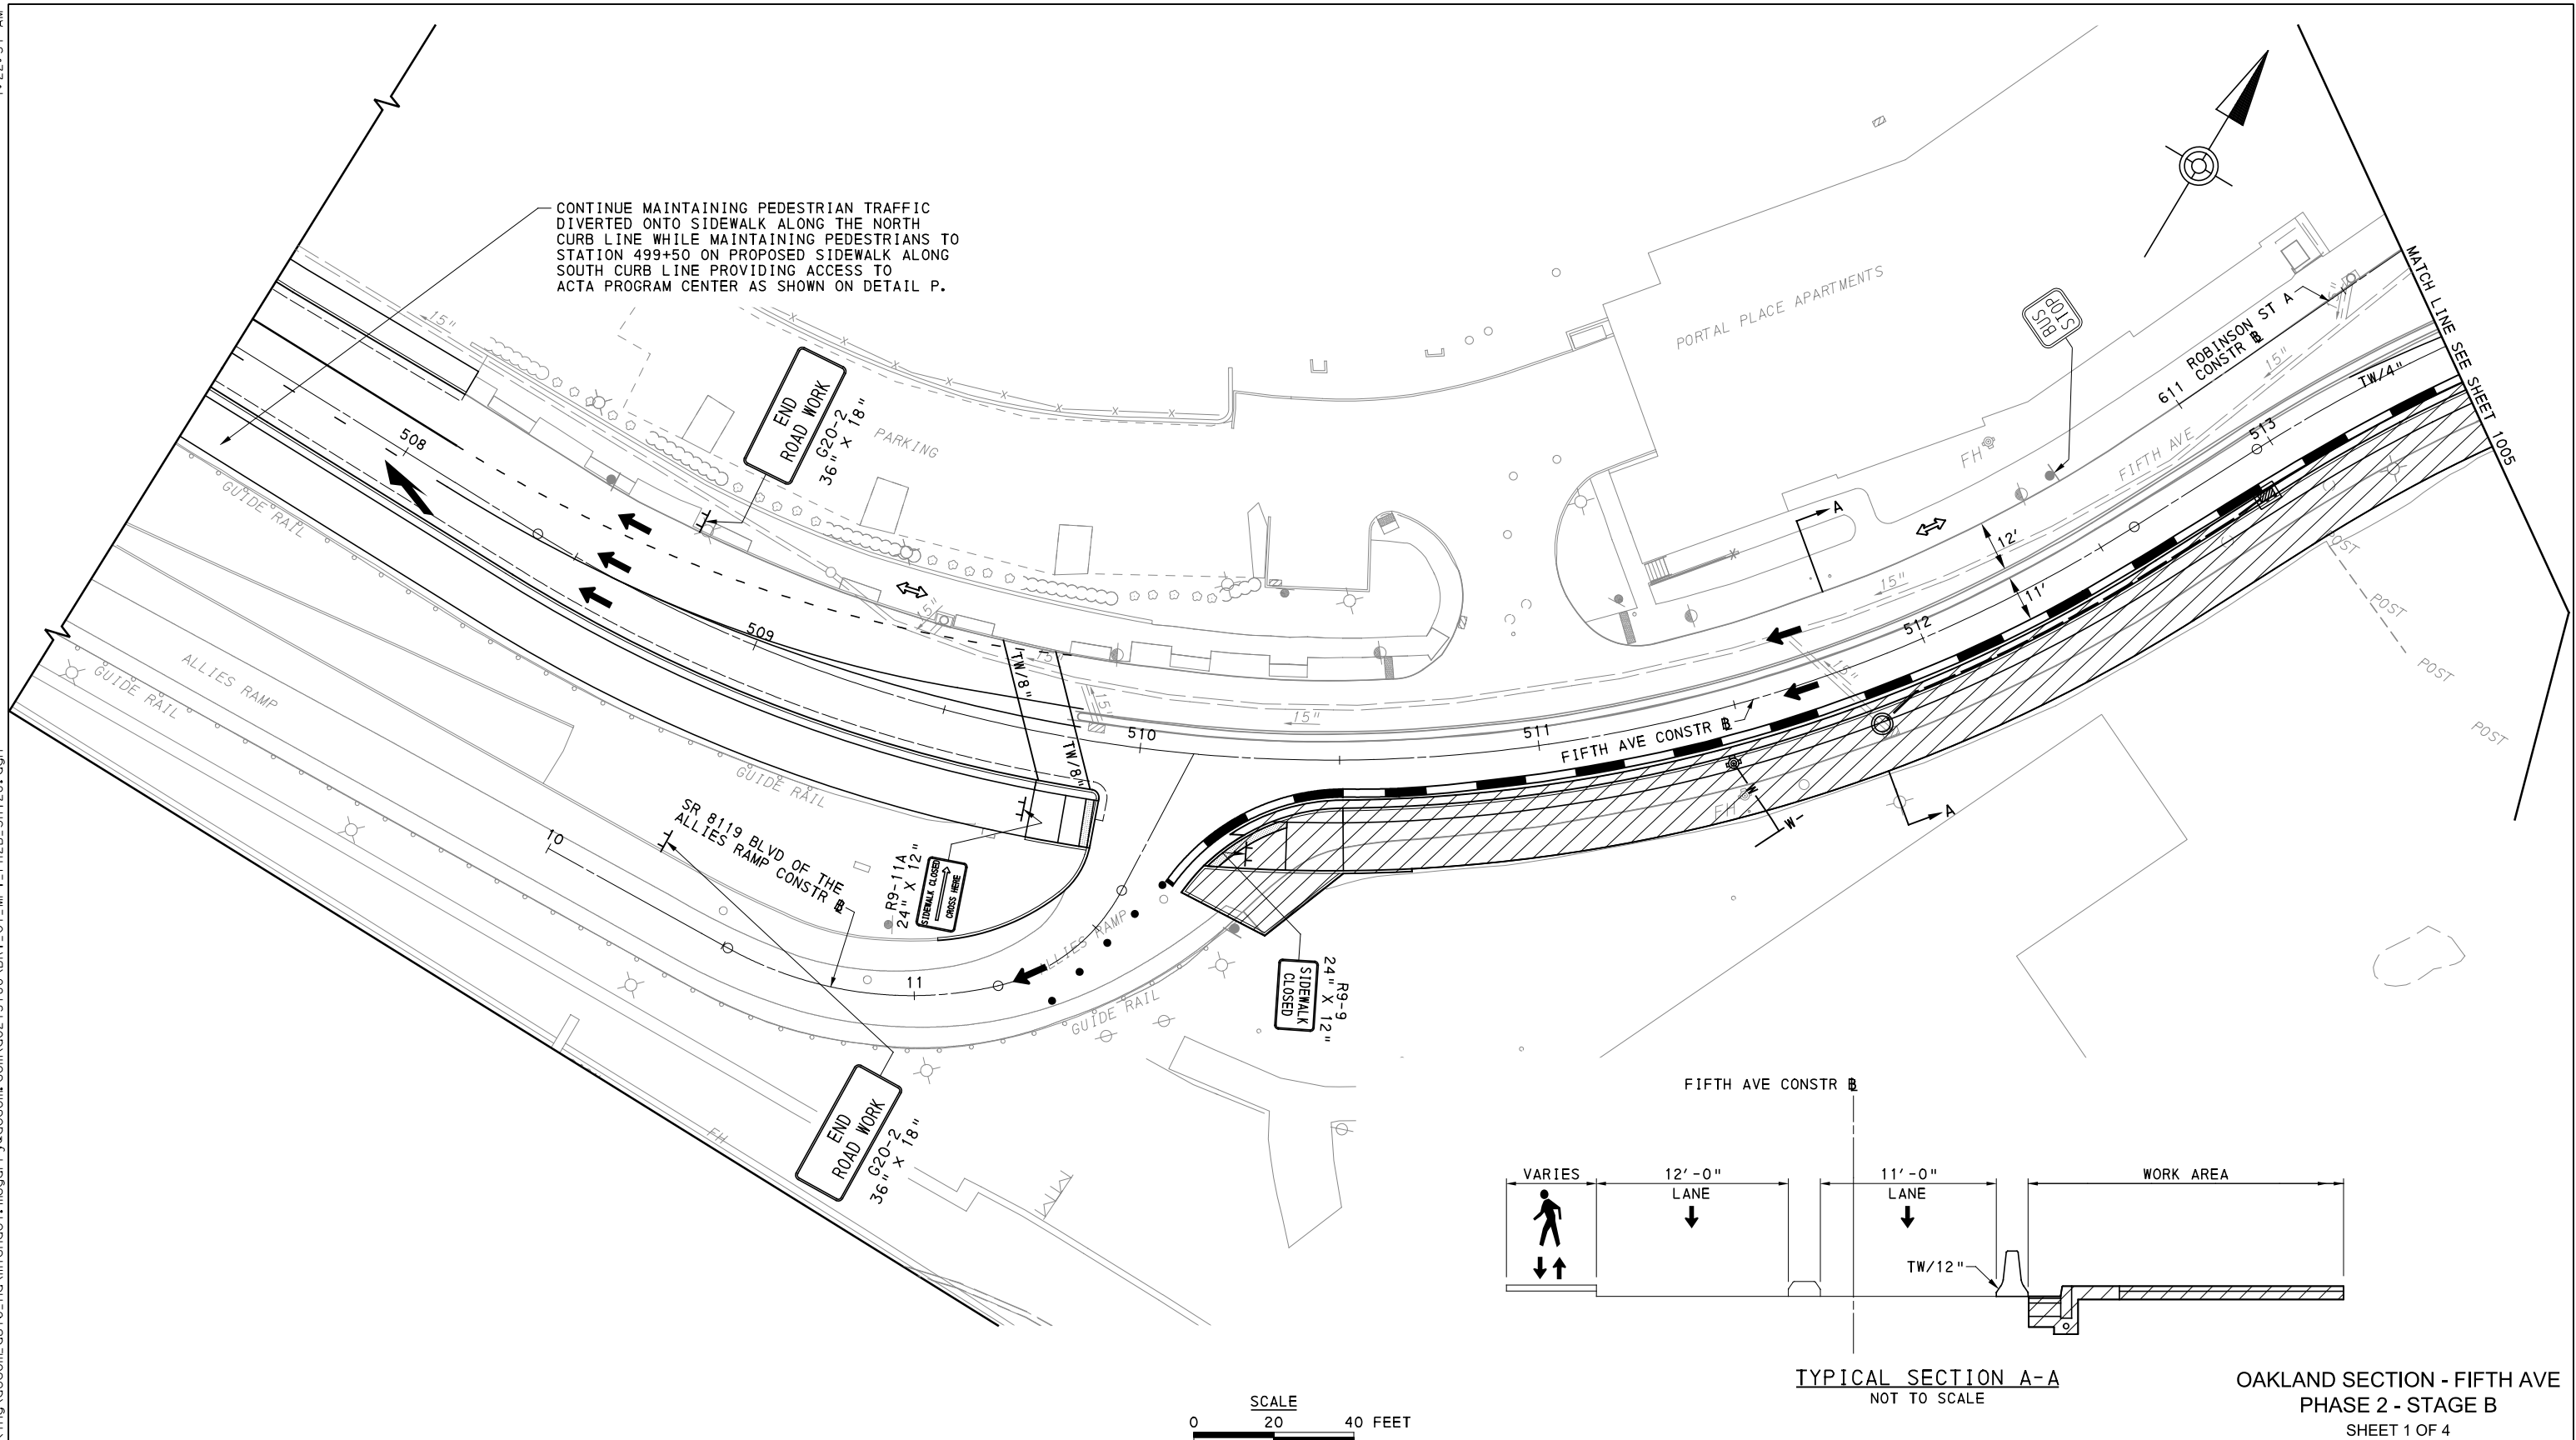 CONTINUE MAINTAINING PEDESTRIAN TRAFFIC
DIVERTED ONTO SIDEWALK ALONG THE NORTH
CURB LINE WHILE MAINTAINING PEDESTRIANS TO
STATION 499+50 ON PROPOSED SIDEWALK ALONG
SOUTH CURB LINE PROVIDING ACCESS TO
ACTA PROGRAM CENTER AS SHOWN ON DETAIL P.
15"
END
ROAD WORK
G20-2
36" X 18"
PARKING
PORTAL PLACE APARTMENTS
BUS
STOP
ROBINSON ST A
CONSTR B
611
15"
TW/4"
MATCH LINE SEE SHEET 1005
508
GUIDE RAIL
FH
FIFTH AVE
513
A
12'
11'
POST
POST
POST
POST
15"
15"
509
TW/8"
15"
15"
TW/8"
15"
510
511
512
15"
FIFTH AVE CONSTR B
ALLIES RAMP
GUIDE RAIL
GUIDE RAIL
FH
W
W-
A
10
SR 8119 BLVD OF THE
ALLIES RAMP CONSTR B
R9-11A
24" X 12"
SIDEWALK CLOSED
CROSS HERE
ALLIES RAMP
11
GUIDE RAIL
SIDEWALK
CLOSED
R9-9
24" X 12"
END
ROAD WORK
G20-2
36" X 18"
FH
FIFTH AVE CONSTR B
VARIES
12'-0"
LANE
11'-0"
LANE
WORK AREA
TW/12"
TYPICAL SECTION A-A
NOT TO SCALE
SCALE
0 20 40 FEET
OAKLAND SECTION - FIFTH AVE
PHASE 2 - STAGE B
SHEET 1 OF 4